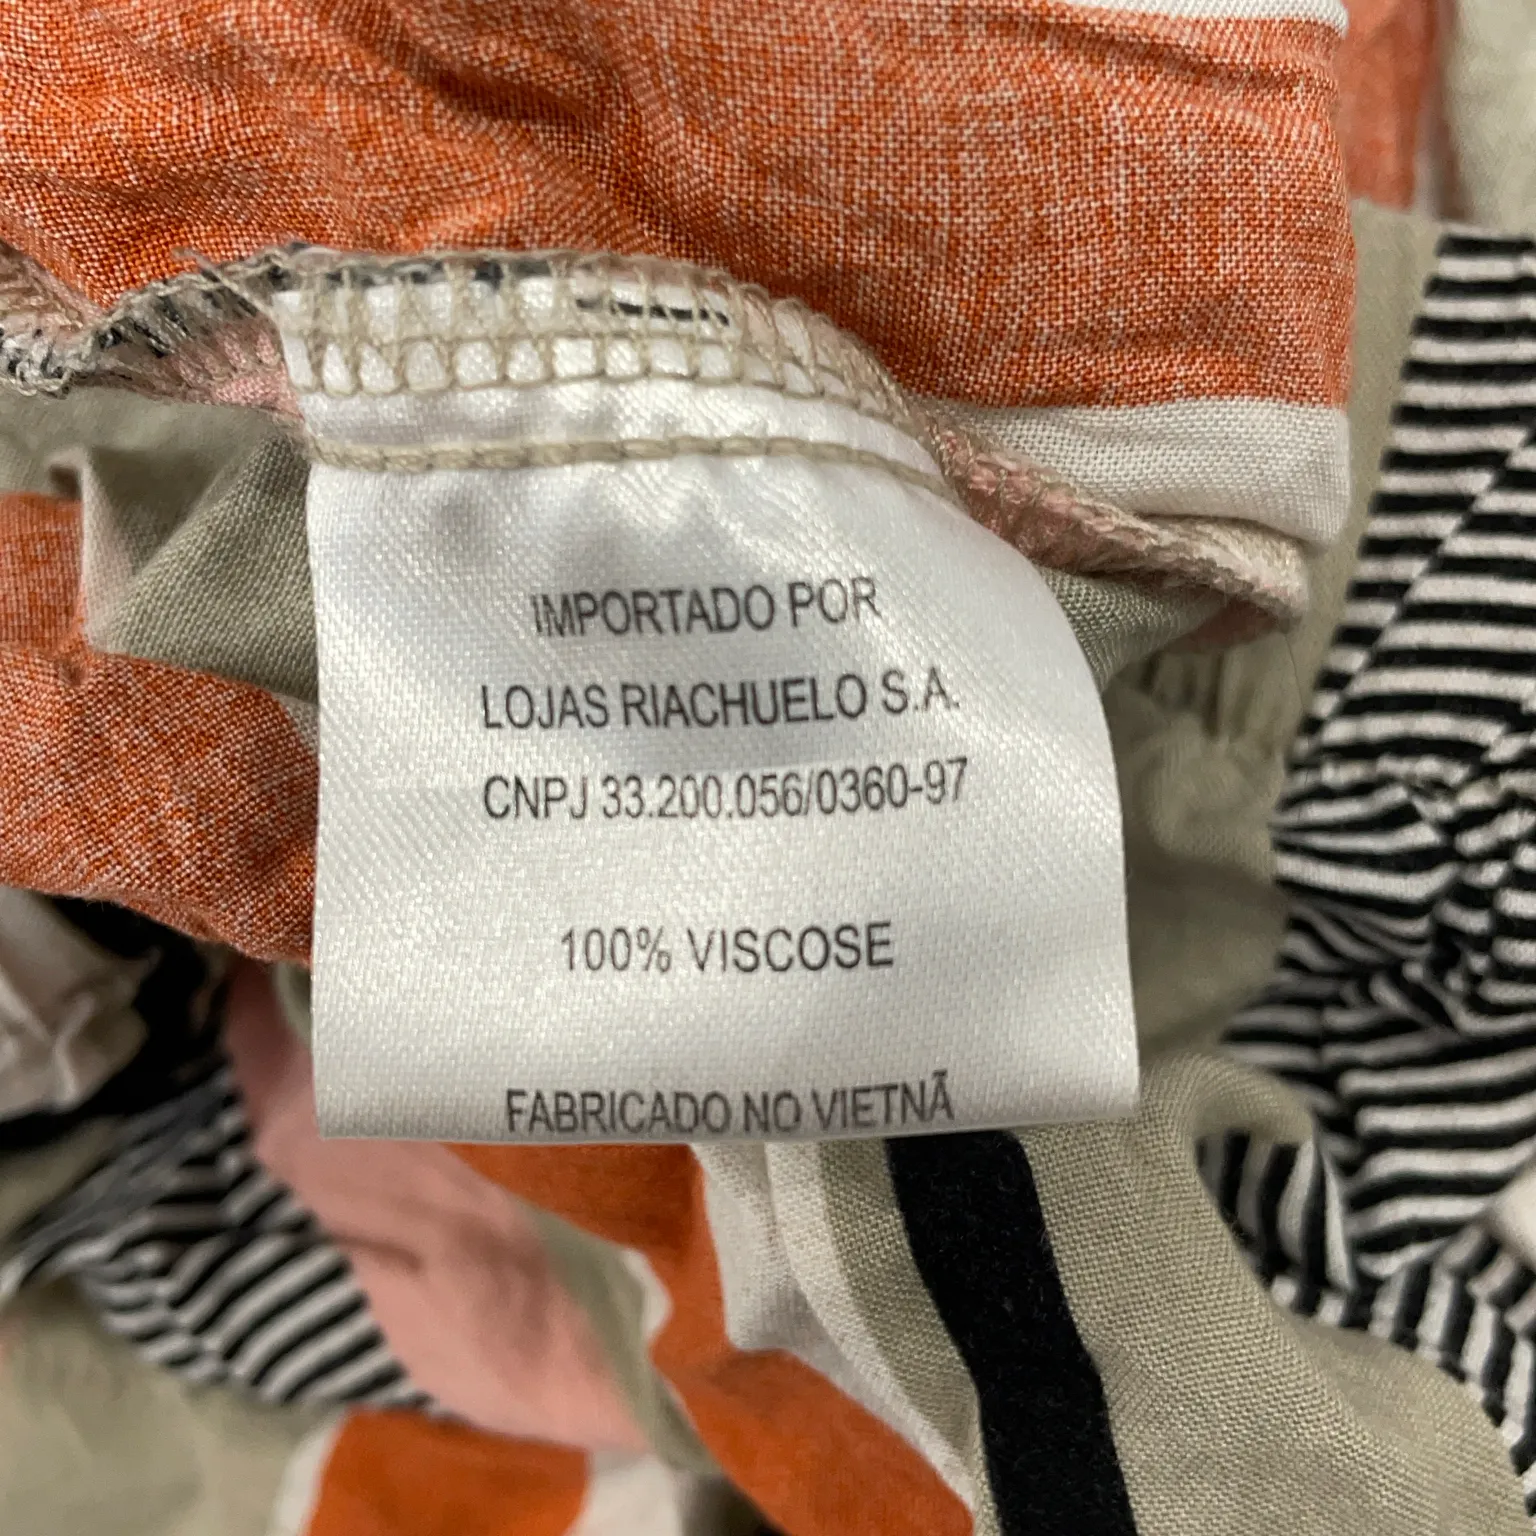 IMPORTADO POR
LOJAS RIACHUELO S.A.
CNPJ 33.200.056/0360-97
100% VISCOSE
FABRICADO NO VIETNÃ